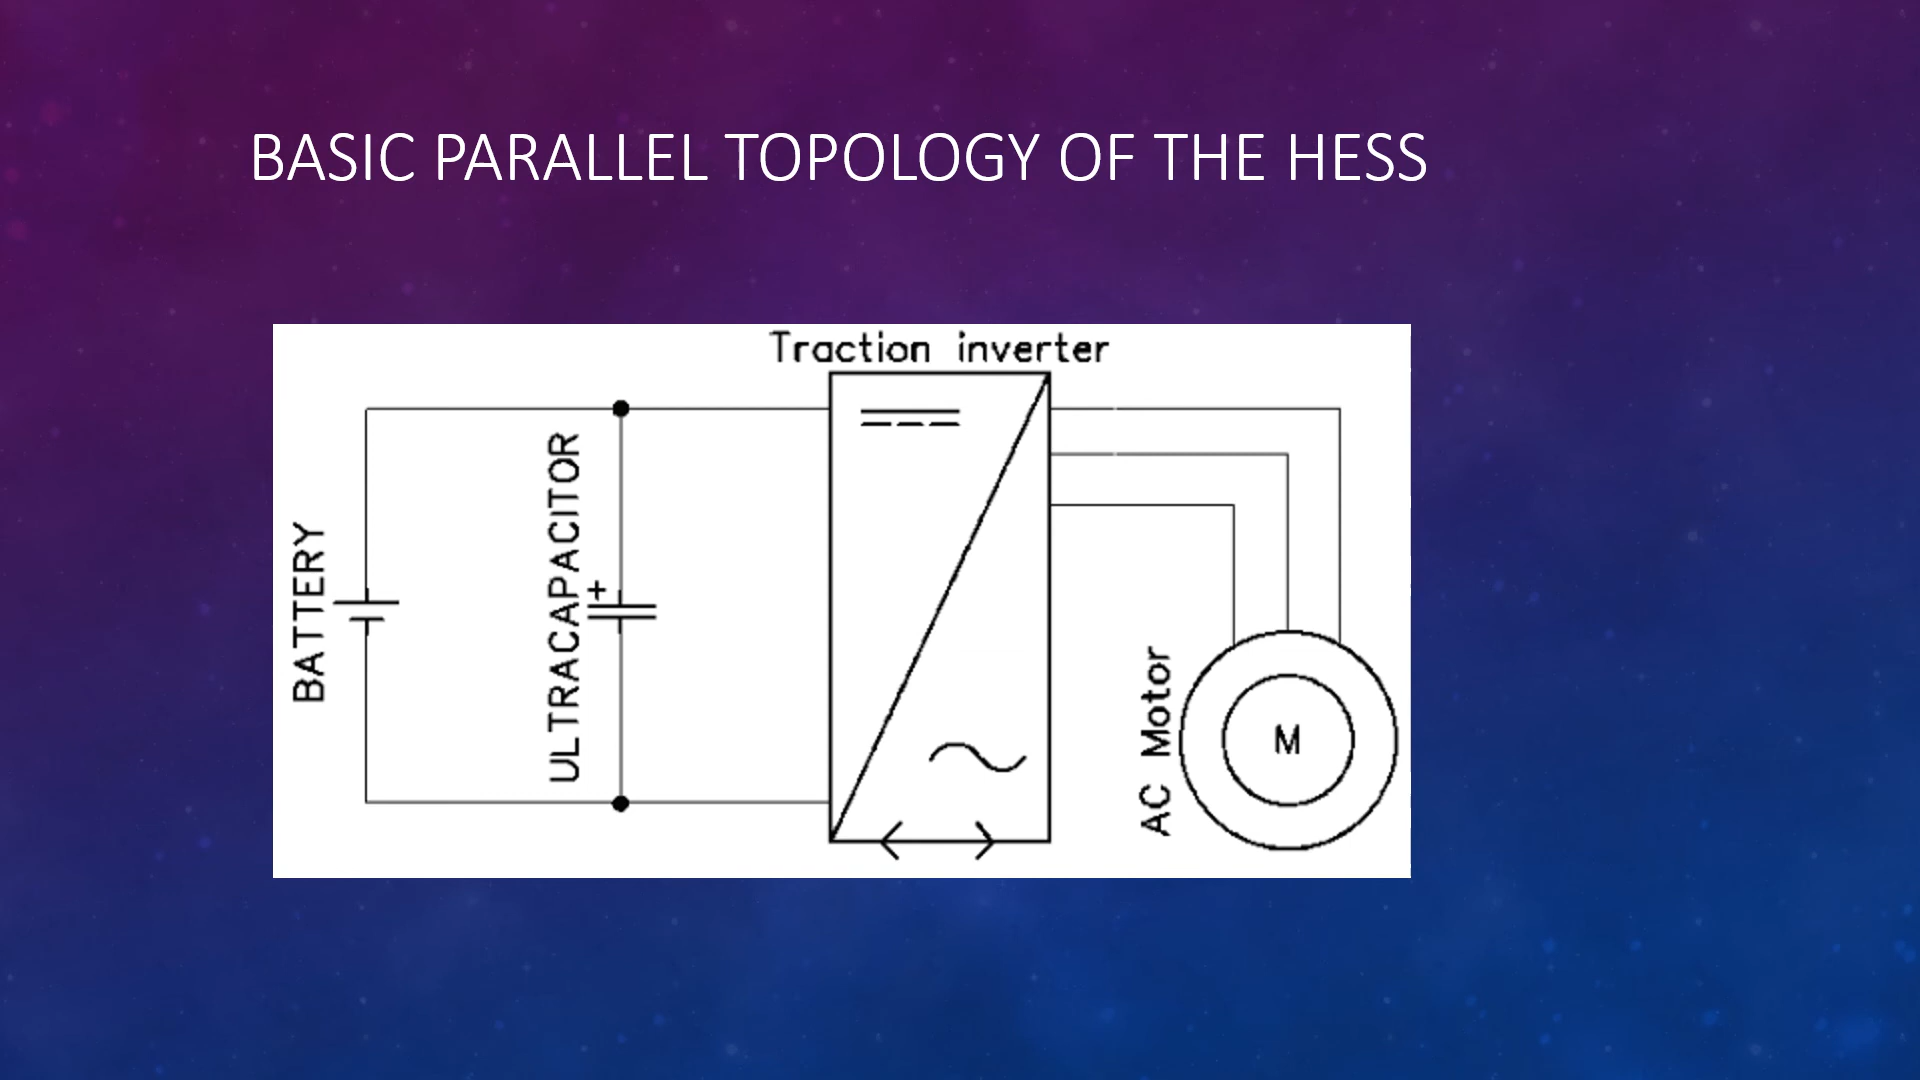 BASIC PARALLEL TOPOLOGY OF THE HESS
Traction inverter
BATTERY
ULTRACAPACITOR
+
AC Motor
M